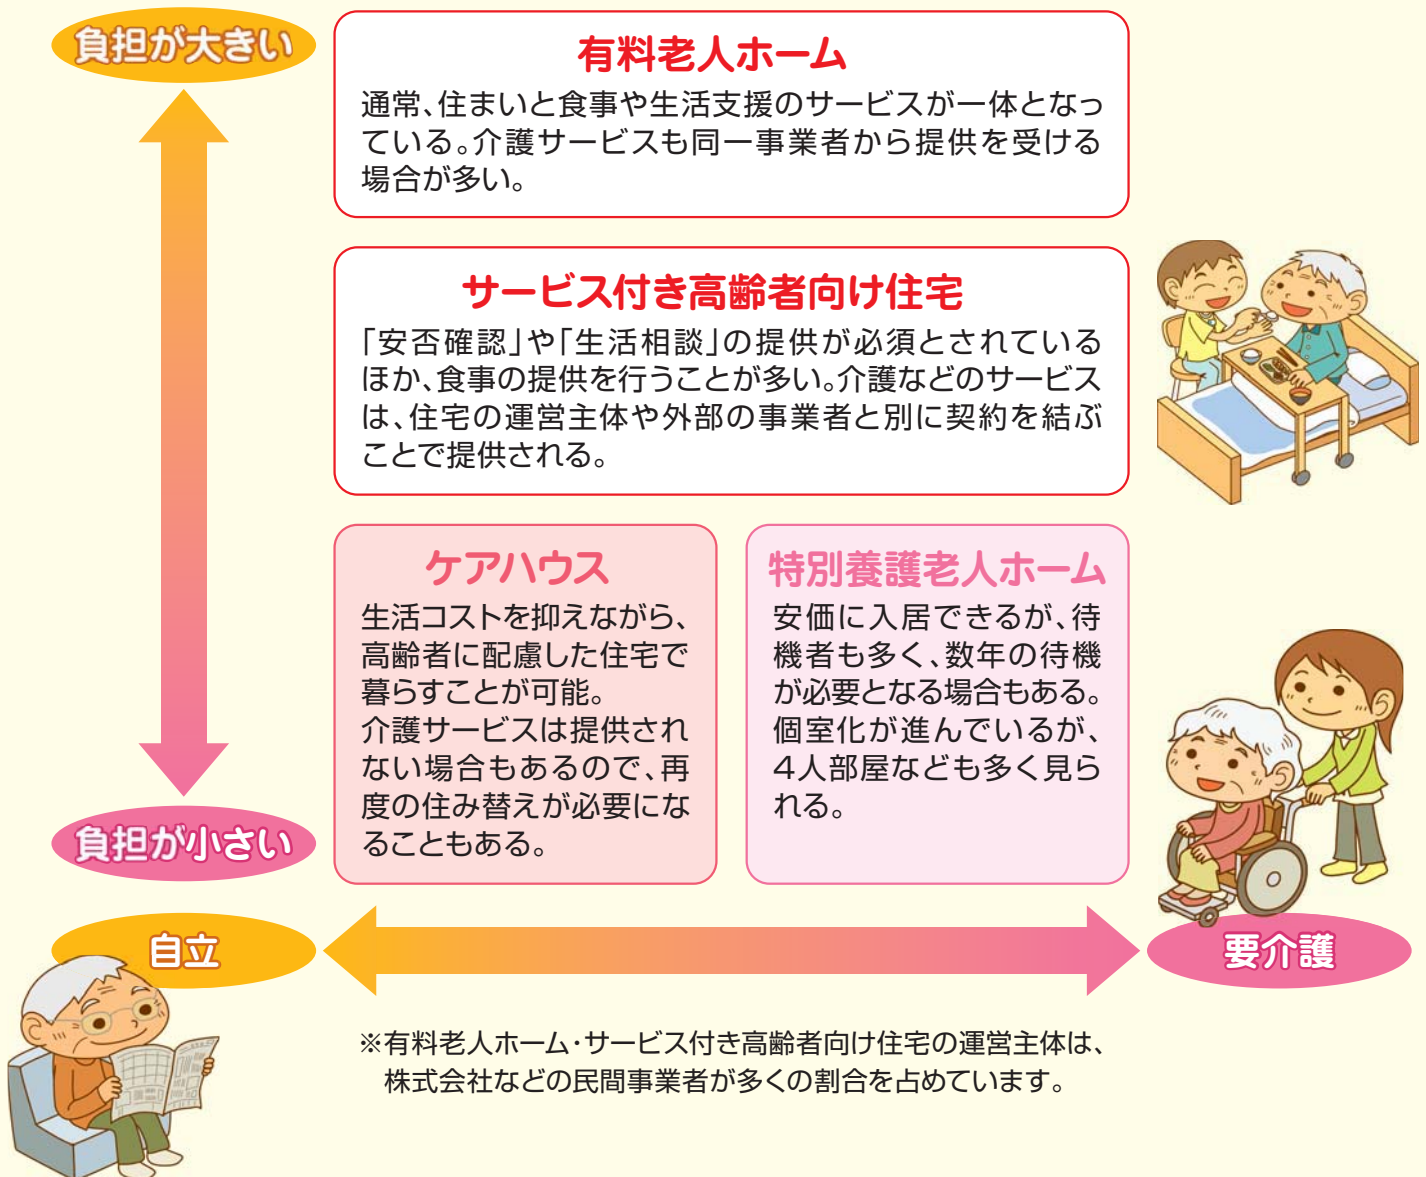 負担が大きい
有料老人ホーム
通常、住まいと食事や生活支援のサービスが一体となっ
ている。介護サービスも同一事業者から提供を受ける
場合が多い。
サービス付き高齢者向け住宅
「安否確認」や「生活相談」の提供が必須とされている
ほか、食事の提供を行うことが多い。介護などのサービス
は、住宅の運営主体や外部の事業者と別に契約を結ぶ
ことで提供される。
ケアハウス
生活コストを抑えながら、
高齢者に配慮した住宅で
暮らすことが可能。
介護サービスは提供され
ない場合もあるので、再
度の住み替えが必要にな
ることもある。
特別養護老人ホーム
安価に入居できるが、待
機者も多く、数年の待機
が必要となる場合もある。
個室化が進んでいるが、
4人部屋なども多く見ら
れる。
負担が小さい
自立
要介護
※有料老人ホーム・サービス付き高齢者向け住宅の運営主体は、
株式会社などの民間事業者が多くの割合を占めています。